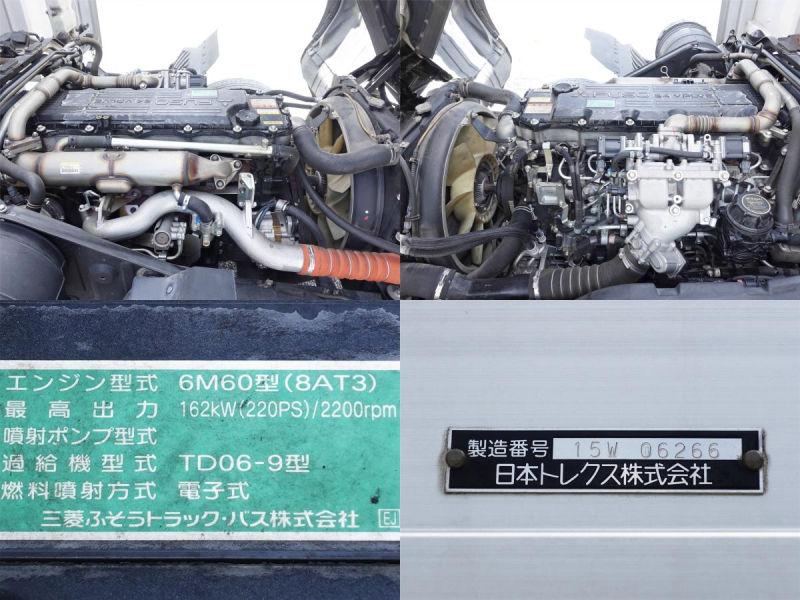 FUSO
エンジン型式 6M60型(8AT3)
最高出力 162kW(220PS)/2200rpm
噴射ポンプ型式
過給機型式 TD06-9型
燃料噴射方式 電子式
三菱ふそうトラック・バス株式会社 EJ
製造番号 15W 06266
日本トレクス株式会社